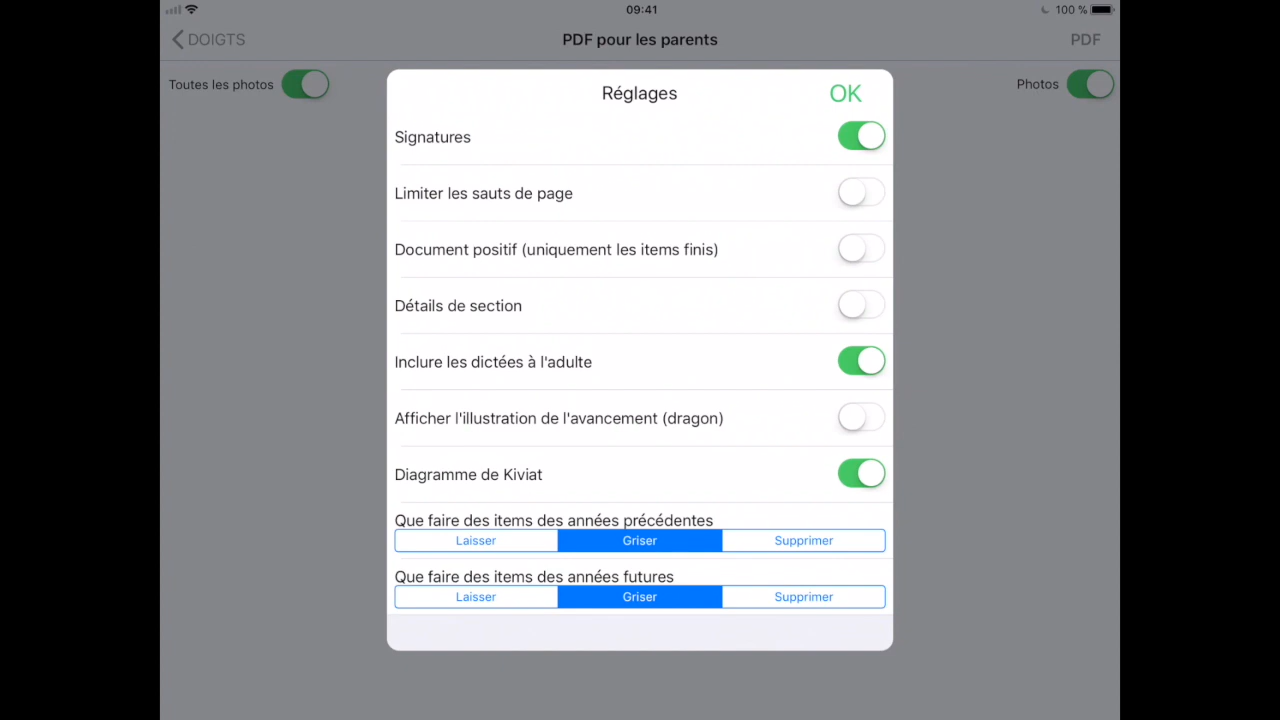 09:41
100 %
DOIGTS
PDF pour les parents
PDF
Toutes les photos
Photos
Réglages
OK
Signatures
Limiter les sauts de page
Document positif (uniquement les items finis)
Détails de section
Inclure les dictées à l'adulte
Afficher l'illustration de l'avancement (dragon)
Diagramme de Kiviat
Que faire des items des années précédentes
Laisser Griser Supprimer
Que faire des items des années futures
Laisser Griser Supprimer